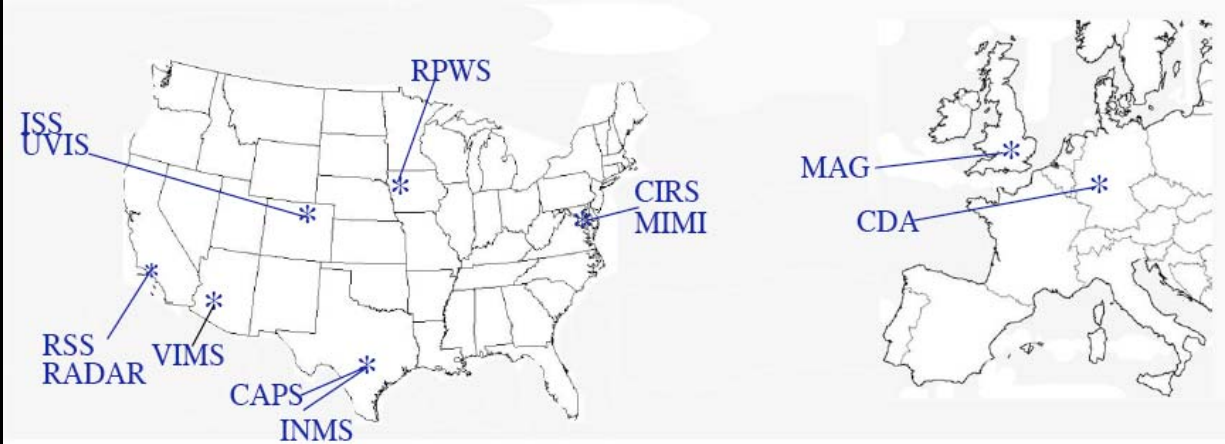 RPWS
ISS
UVIS
CIRS
MIMI
MAG
CDA
RSS
RADAR
VIMS
CAPS
INMS